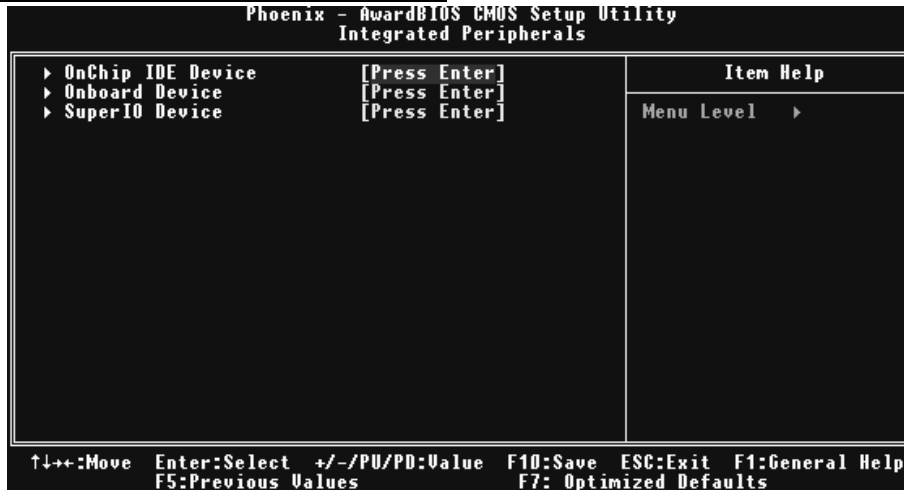 Phoenix - AwardBIOS CMOS Setup Utility
Integrated Peripherals
▸ OnChip IDE Device [Press Enter]
▸ Onboard Device [Press Enter]
▸ SuperIO Device [Press Enter]
Item Help
Menu Level ▸
↑↓→←:Move Enter:Select +/-/PU/PD:Value F10:Save ESC:Exit F1:General Help
F5:Previous Values F7: Optimized Defaults